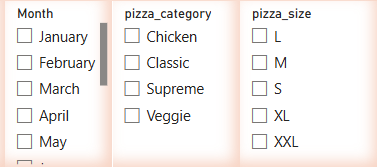 Month
January
February
March
April
May
pizza_category
Chicken
Classic
Supreme
Veggie
pizza_size
L
M
S
XL
XXL